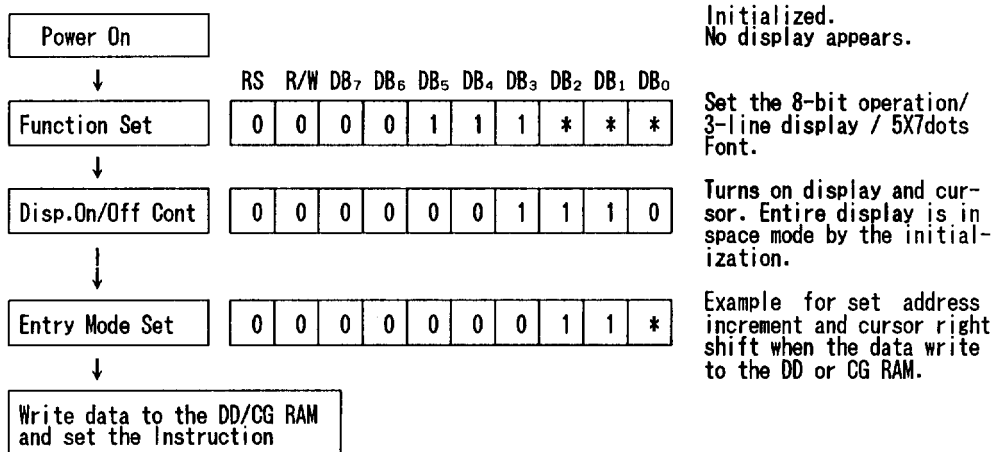 Power On
Initialized.
No display appears.
RS R/W DB₇ DB₆ DB₅ DB₄ DB₃ DB₂ DB₁ DB₀
Function Set
0 0 0 0 1 1 1 * * *
Set the 8-bit operation/
3-line display / 5X7dots
Font.
Disp.On/Off Cont
0 0 0 0 0 0 1 1 1 0
Turns on display and cur-
sor. Entire display is in
space mode by the initial-
ization.
Entry Mode Set
0 0 0 0 0 0 0 1 1 *
Example for set address
increment and cursor right
shift when the data write
to the DD or CG RAM.
Write data to the DD/CG RAM
and set the Instruction